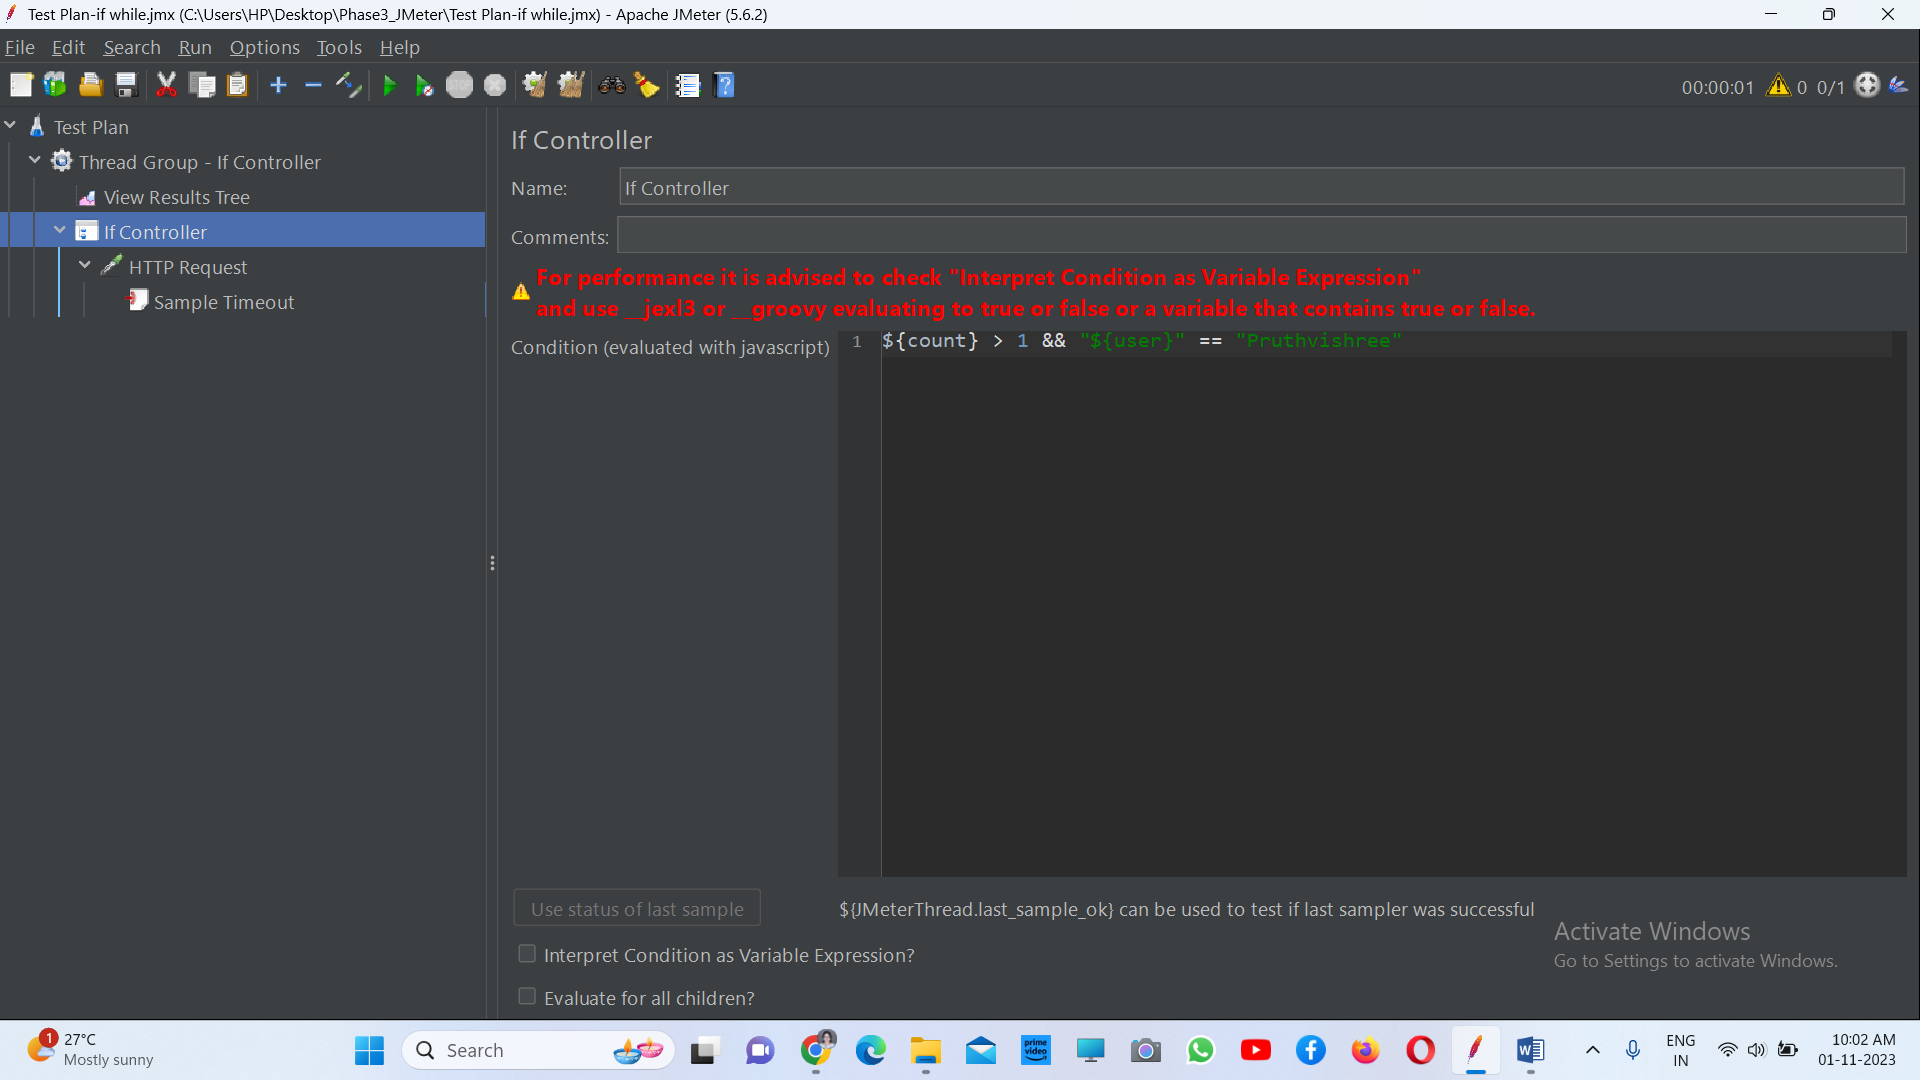 Test Plan-if while.jmx (C:\Users\HP\Desktop\Phase3_JMeter\Test Plan-if while.jmx) - Apache JMeter (5.6.2)
File Edit Search Run Options Tools Help
STOP
00:00:01 0 0/1
Test Plan
Thread Group - If Controller
View Results Tree
If Controller
HTTP Request
Sample Timeout
If Controller
Name: If Controller
Comments:
For performance it is advised to check "Interpret Condition as Variable Expression"
and use __jexl3 or __groovy evaluating to true or false or a variable that contains true or false.
Condition (evaluated with javascript)
1 ${count} > 1 && "${user}" == "Pruthvishree"
Use status of last sample
${JMeterThread.last_sample_ok} can be used to test if last sampler was successful
Interpret Condition as Variable Expression?
Evaluate for all children?
Activate Windows
Go to Settings to activate Windows.
1
27°C
Mostly sunny
Search
prime
video
ENG
IN
10:02 AM
01-11-2023